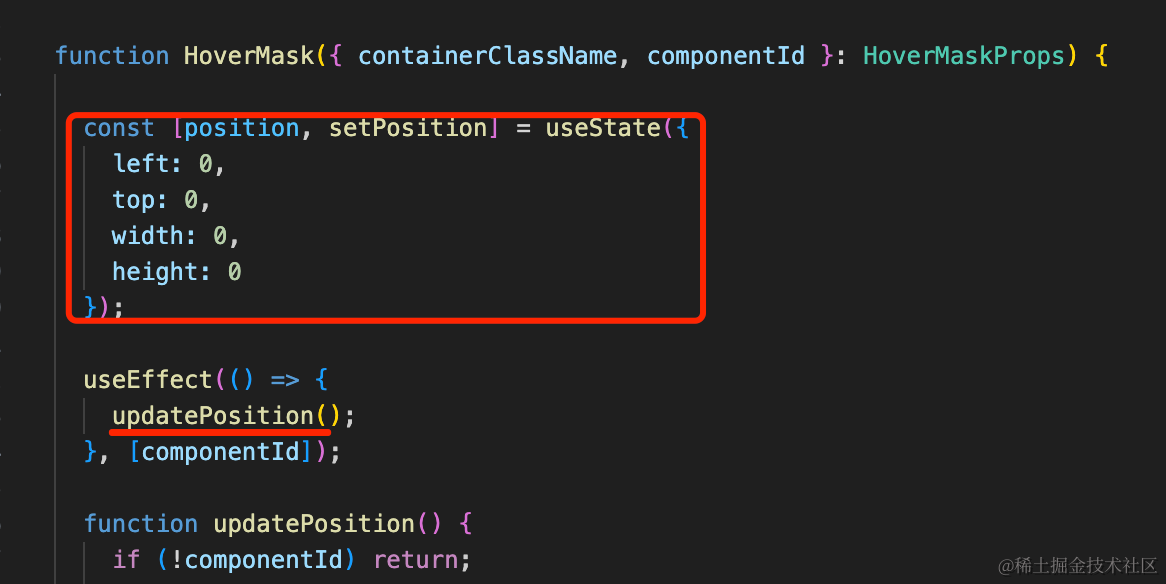 function HoverMask({ containerClassName, componentId }: HoverMaskProps) {
const [position, setPosition] = useState({
left: 0,
top: 0,
width: 0,
height: 0
});
useEffect(() => {
updatePosition();
}, [componentId]);
function updatePosition() {
if (!componentId) return;
@稀土掘金技术社区